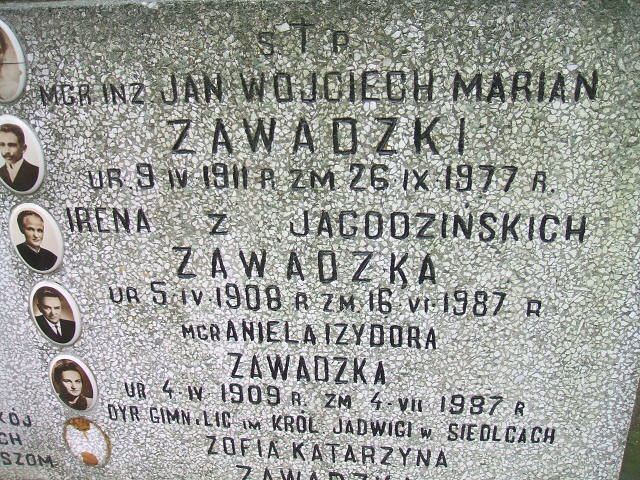 S † P
MGR INŻ JAN WOJCIECH MARIAN
ZAWADZKI
UR. 9 IV 1911 R ZM 26 IX 1977 R.
IRENA Z JAGODZIŃSKICH
ZAWADZKA
UR 5 IV 1908 R ZM. 16 VI 1987 R
MGR ANIELA IZYDORA
ZAWADZKA
UR 4 IV 1909 R. ZM 4 VII 1987 R
DYR GIMN. i LIC IM KRÓL JADWIGI W SIEDLCACH
ZOFIA KATARZYNA
ZAWADZKA